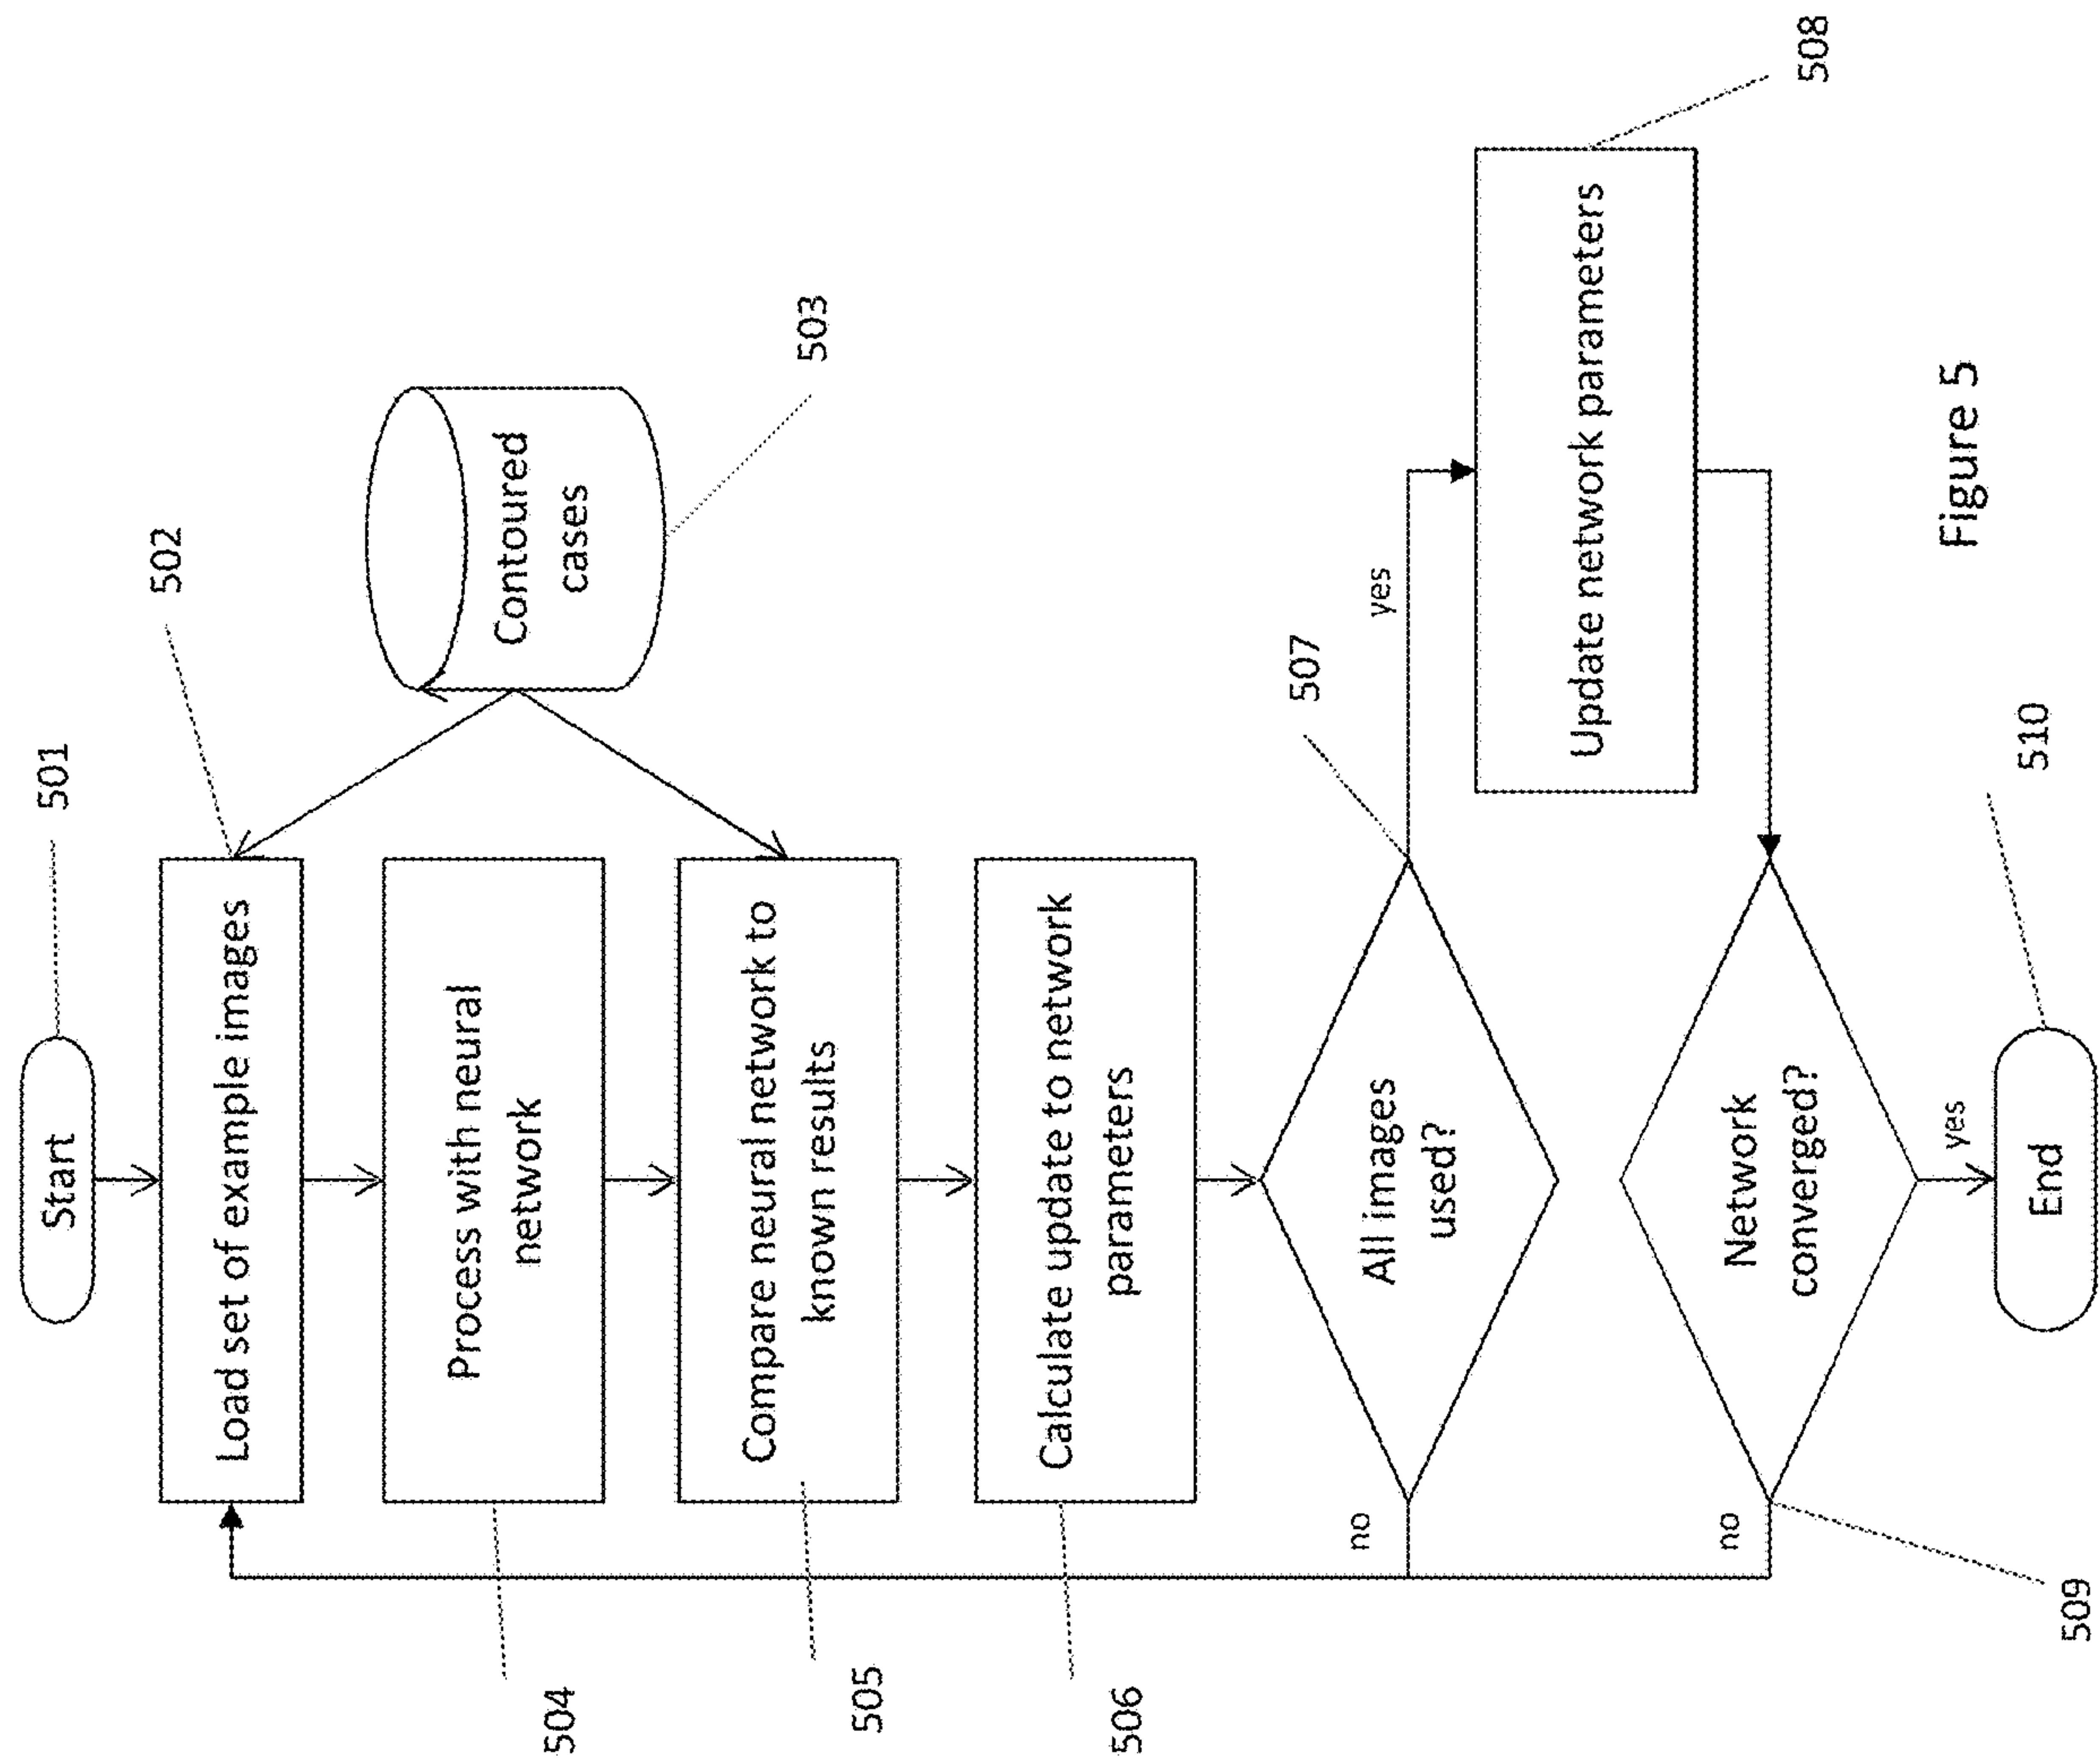 Start
501
Load set of example images
502
Contoured
cases
503
Process with neural
network
504
Compare neural network to
known results
505
Calculate update to network
parameters
506
All images
used?
507
yes
no
Update network parameters
508
Network
converged?
no
509
yes
End
510
Figure 5